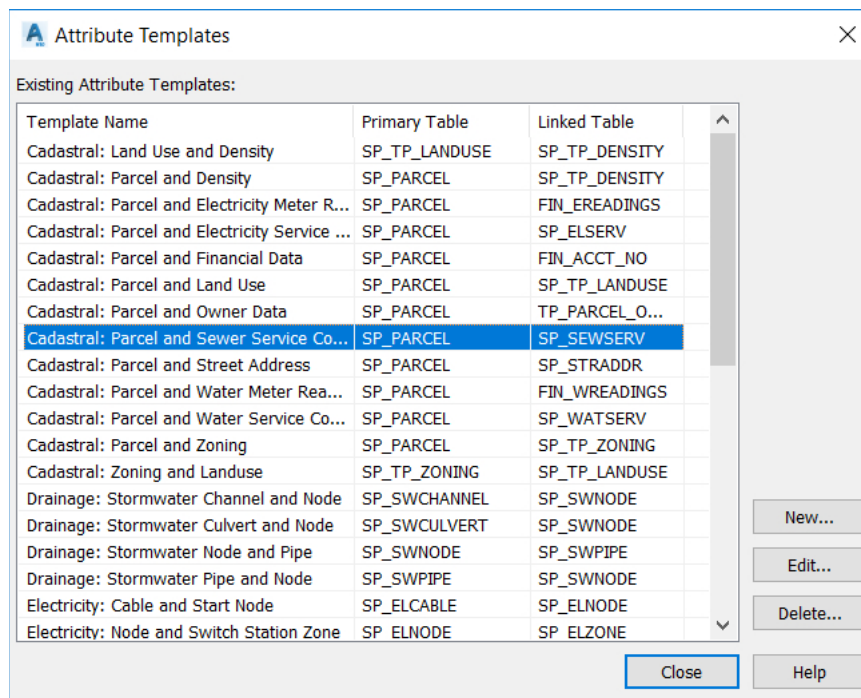 Attribute Templates
Existing Attribute Templates:
Template Name Primary Table Linked Table
Cadastral: Land Use and Density SP_TP_LANDUSE SP_TP_DENSITY
Cadastral: Parcel and Density SP_PARCEL SP_TP_DENSITY
Cadastral: Parcel and Electricity Meter R... SP_PARCEL FIN_EREADINGS
Cadastral: Parcel and Electricity Service ... SP_PARCEL SP_ELSERV
Cadastral: Parcel and Financial Data SP_PARCEL FIN_ACCT_NO
Cadastral: Parcel and Land Use SP_PARCEL SP_TP_LANDUSE
Cadastral: Parcel and Owner Data SP_PARCEL TP_PARCEL_O...
Cadastral: Parcel and Sewer Service Co... SP_PARCEL SP_SEWSERV
Cadastral: Parcel and Street Address SP_PARCEL SP_STRADDR
Cadastral: Parcel and Water Meter Rea... SP_PARCEL FIN_WREADINGS
Cadastral: Parcel and Water Service Co... SP_PARCEL SP_WATSERV
Cadastral: Parcel and Zoning SP_PARCEL SP_TP_ZONING
Cadastral: Zoning and Landuse SP_TP_ZONING SP_TP_LANDUSE
Drainage: Stormwater Channel and Node SP_SWCHANNEL SP_SWNODE
Drainage: Stormwater Culvert and Node SP_SWCULVERT SP_SWNODE
Drainage: Stormwater Node and Pipe SP_SWNODE SP_SWPIPE
Drainage: Stormwater Pipe and Node SP_SWPIPE SP_SWNODE
Electricity: Cable and Start Node SP_ELCABLE SP_ELNODE
Electricity: Node and Switch Station Zone SP_ELNODE SP_ELZONE
New...
Edit...
Delete...
Close Help